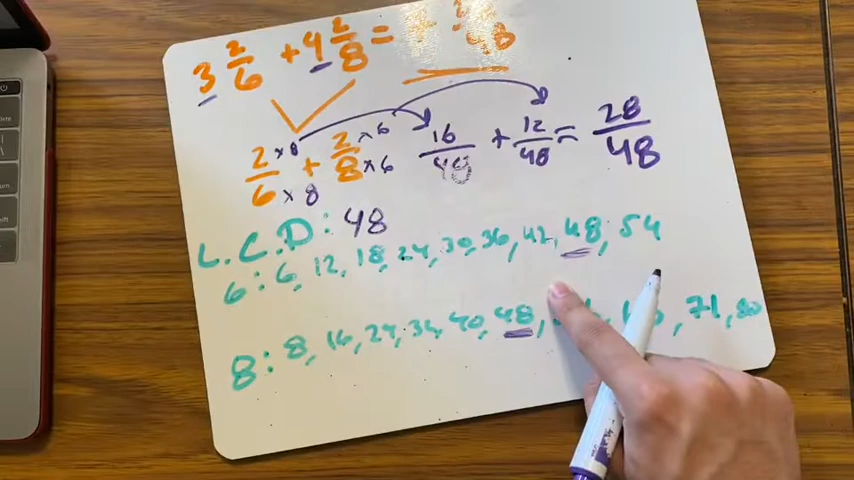 3 2/6 + 4 2/8 =
2/6 ×8 ×8 + 2/8 ×6 ×6 16/48 + 12/48 = 28/48
L.C.D: 48
6: 6, 12, 18, 24, 30, 36, 42, 48, 54
8: 8, 16, 24, 34, 40, 48, 71, 80